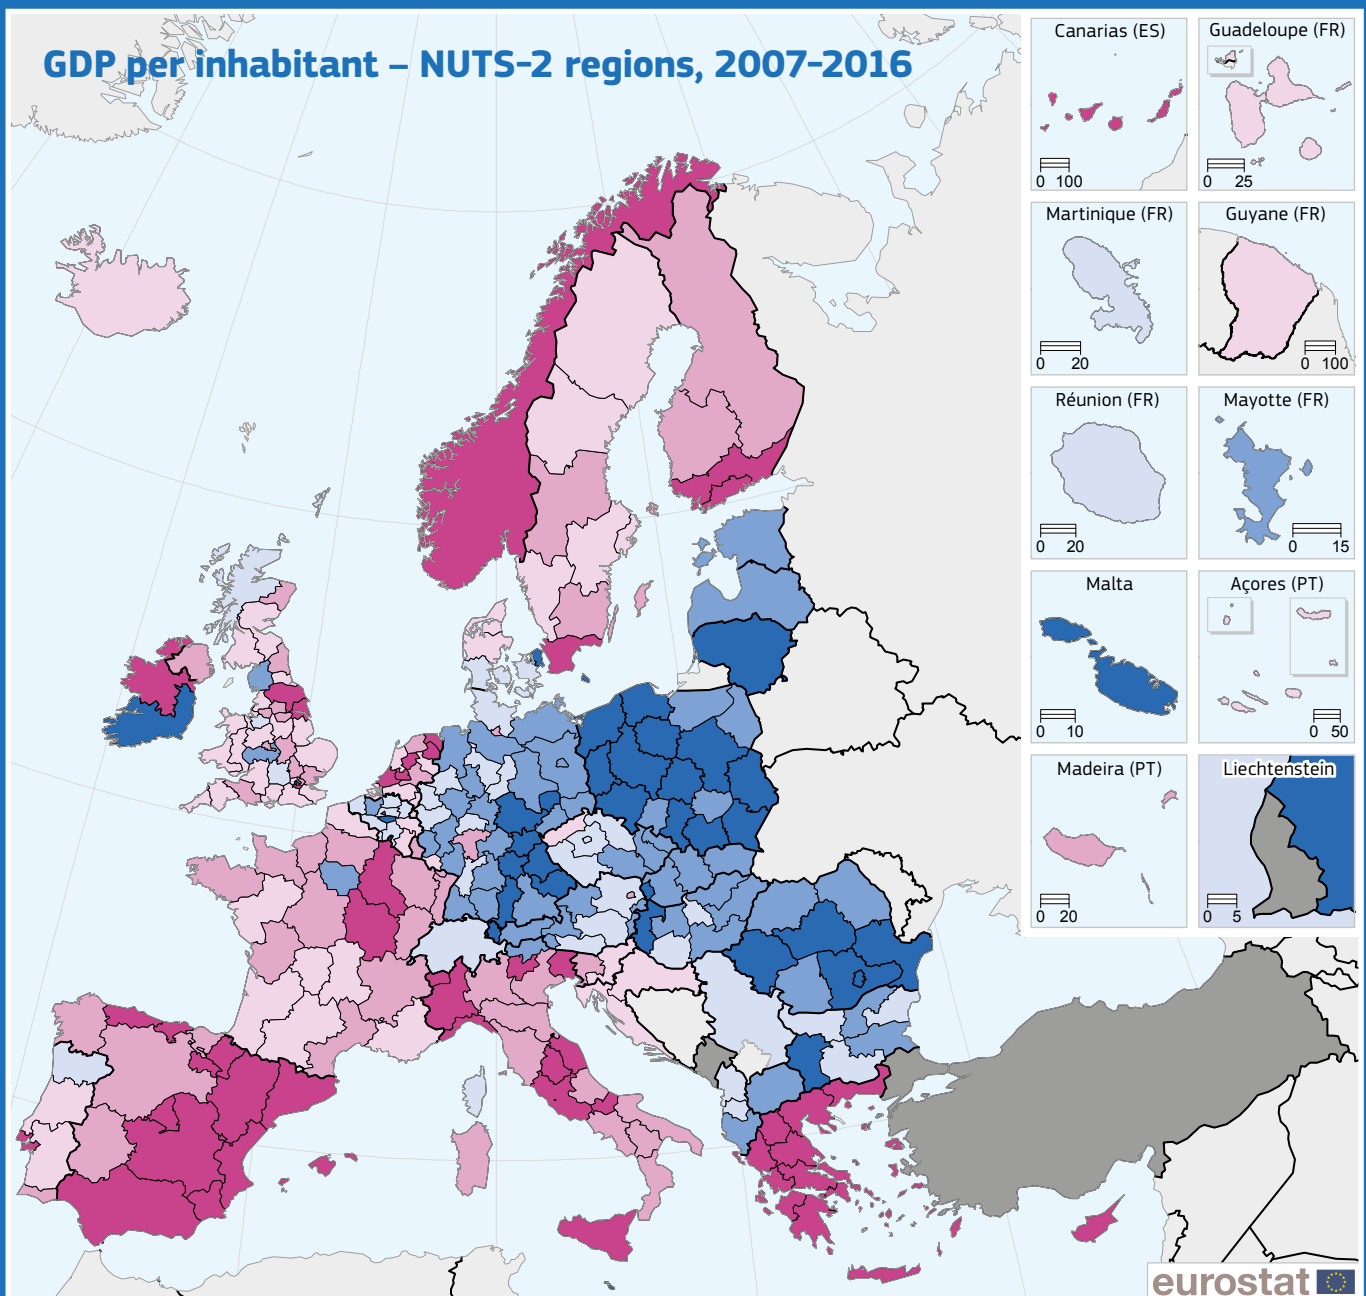 GDP per inhabitant – NUTS-2 regions, 2007-2016
Canarias (ES)
0 100
Guadeloupe (FR)
0 25
Martinique (FR)
0 20
Guyane (FR)
0 100
Réunion (FR)
0 20
Mayotte (FR)
0 15
Malta
0 10
Açores (PT)
0 50
Madeira (PT)
0 20
Liechtenstein
0 5
eurostat